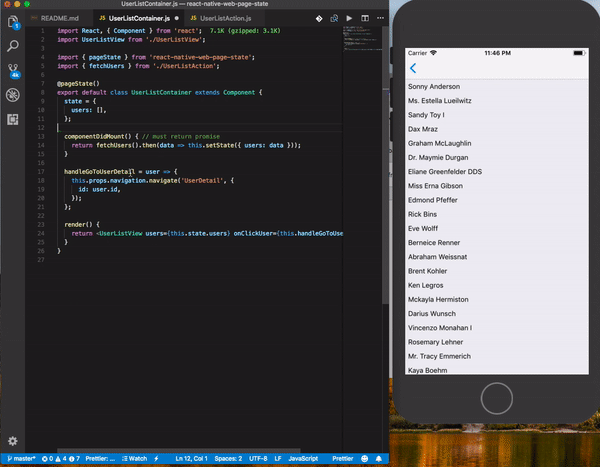 UserListContainer.js — react-native-web-page-state
README.md
JS UserListContainer.js
JS UserListAction.js
1 import React, { Component } from 'react'; 7.1K (gzipped: 3.1K)
2 import UserListView from './UserListView';
3
4 import { pageState } from 'react-native-web-page-state';
5 import { fetchUsers } from './UserListAction';
6
7 @pageState()
8 export default class UserListContainer extends Component {
9 state = {
10 users: [],
11 };
12
13 componentDidMount() { // must return promise
14 return fetchUsers().then(data => this.setState({ users: data }));
15 }
16
17 handleGoToUserDetail = user => {
18 this.props.navigation.navigate('UserDetail', {
19 id: user.id,
20 });
21 };
22
23 render() {
24 return <UserListView users={this.state.users} onClickUser={this.handleGoToUse
25 }
26 }
27
1
4k
master* 0 4 7 Prettier: ... Watch
Ln 12, Col 1 Spaces: 2 UTF-8 LF JavaScript Prettier
Carrier 11:46 PM
Sonny Anderson
Ms. Estella Lueilwitz
Sandy Toy I
Dax Mraz
Graham McLaughlin
Dr. Maymie Durgan
Eliane Greenfelder DDS
Miss Erna Gibson
Edmond Pfeffer
Rick Bins
Eve Wolff
Berneice Renner
Abraham Weissnat
Brent Kohler
Ken Legros
Mckayla Hermiston
Darius Wunsch
Vincenzo Monahan I
Rosemary Lehner
Mr. Tracy Emmerich
Kaya Boehm